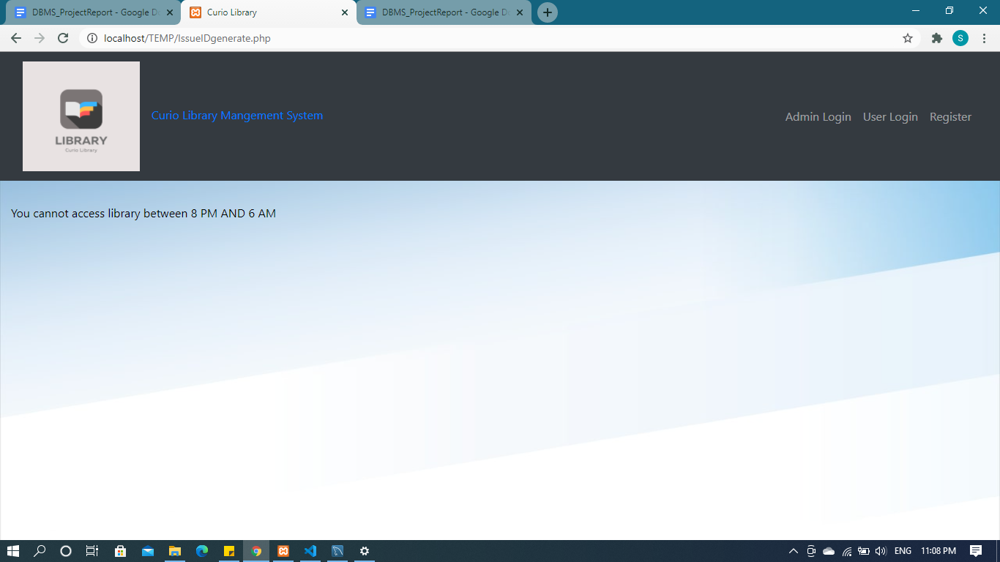 DBMS_ProjectReport - Google D
Curio Library
DBMS_ProjectReport - Google D
localhost/TEMP/IssueIDgenerate.php
S
LIBRARY
Curio Library
Curio Library Mangement System
Admin Login
User Login
Register
You cannot access library between 8 PM AND 6 AM
ENG
11:08 PM